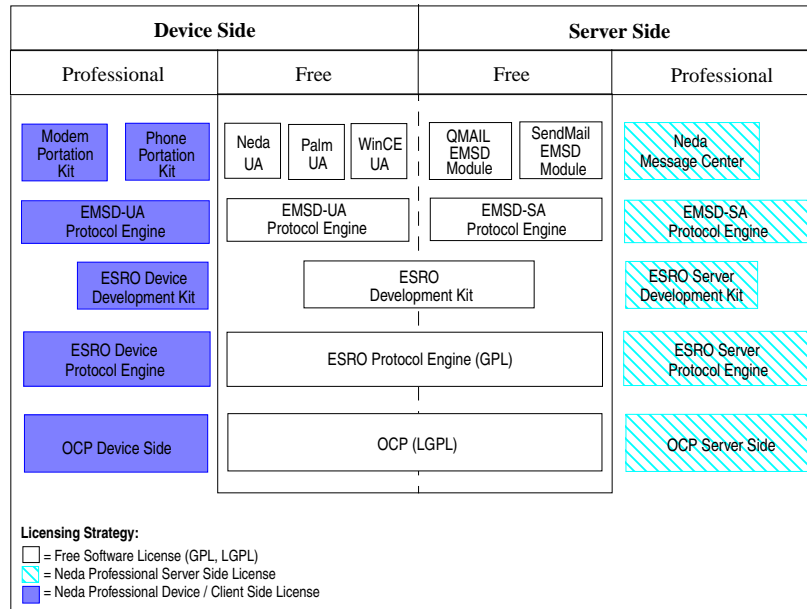 Device Side
Server Side
Professional
Free
Free
Professional
Modem
Portation
Kit
Phone
Portation
Kit
Neda
UA
Palm
UA
WinCE
UA
QMAIL
EMSD
Module
SendMail
EMSD
Module
Neda
Message Center
EMSD-UA
Protocol Engine
EMSD-UA
Protocol Engine
EMSD-SA
Protocol Engine
EMSD-SA
Protocol Engine
ESRO Device
Development Kit
ESRO
Development Kit
ESRO Server
Development Kit
ESRO Device
Protocol Engine
ESRO Protocol Engine (GPL)
ESRO Server
Protocol Engine
OCP Device Side
OCP (LGPL)
OCP Server Side
Licensing Strategy:
= Free Software License (GPL, LGPL)
= Neda Professional Server Side License
= Neda Professional Device / Client Side License